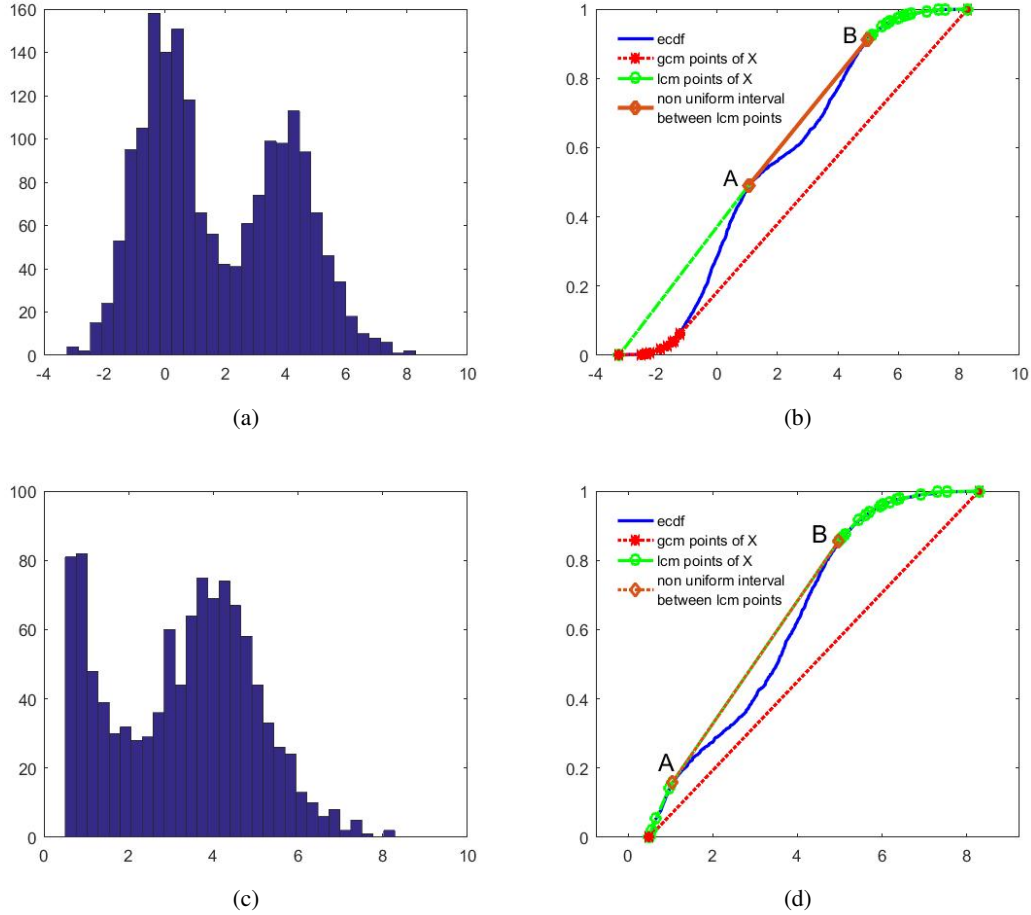 160
140
120
100
80
60
40
20
0
-4 -2 0 2 4 6 8 10
(a)
1
0.8
0.6
0.4
0.2
0
-4 -2 0 2 4 6 8 10
ecdf
gcm points of X
lcm points of X
non uniform interval
between lcm points
A
B
(b)
100
80
60
40
20
0
0 2 4 6 8 10
(c)
1
0.8
0.6
0.4
0.2
0
0 2 4 6 8
ecdf
gcm points of X
lcm points of X
non uniform interval
between lcm points
A
B
(d)